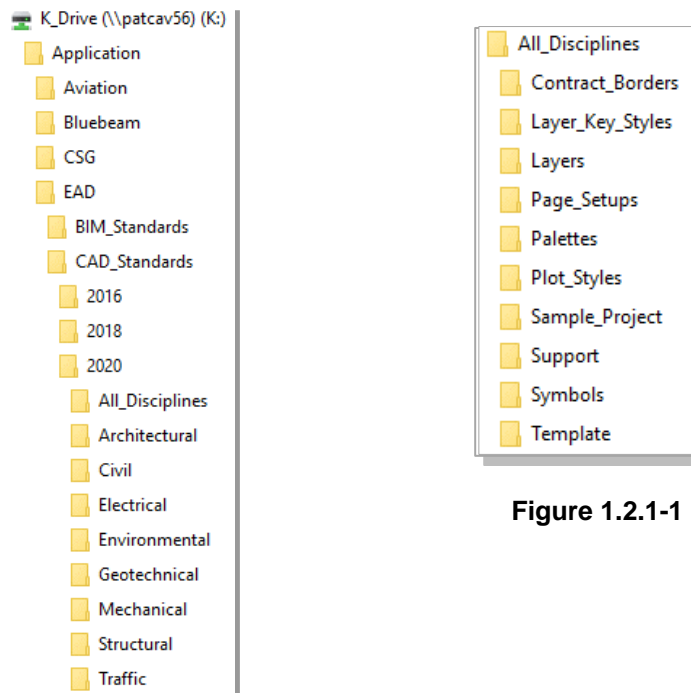 K_Drive (\\patcav56) (K:)
Application
Aviation
Bluebeam
CSG
EAD
BIM_Standards
CAD_Standards
2016
2018
2020
All_Disciplines
Architectural
Civil
Electrical
Environmental
Geotechnical
Mechanical
Structural
Traffic
All_Disciplines
Contract_Borders
Layer_Key_Styles
Layers
Page_Setups
Palettes
Plot_Styles
Sample_Project
Support
Symbols
Template
Figure 1.2.1-1